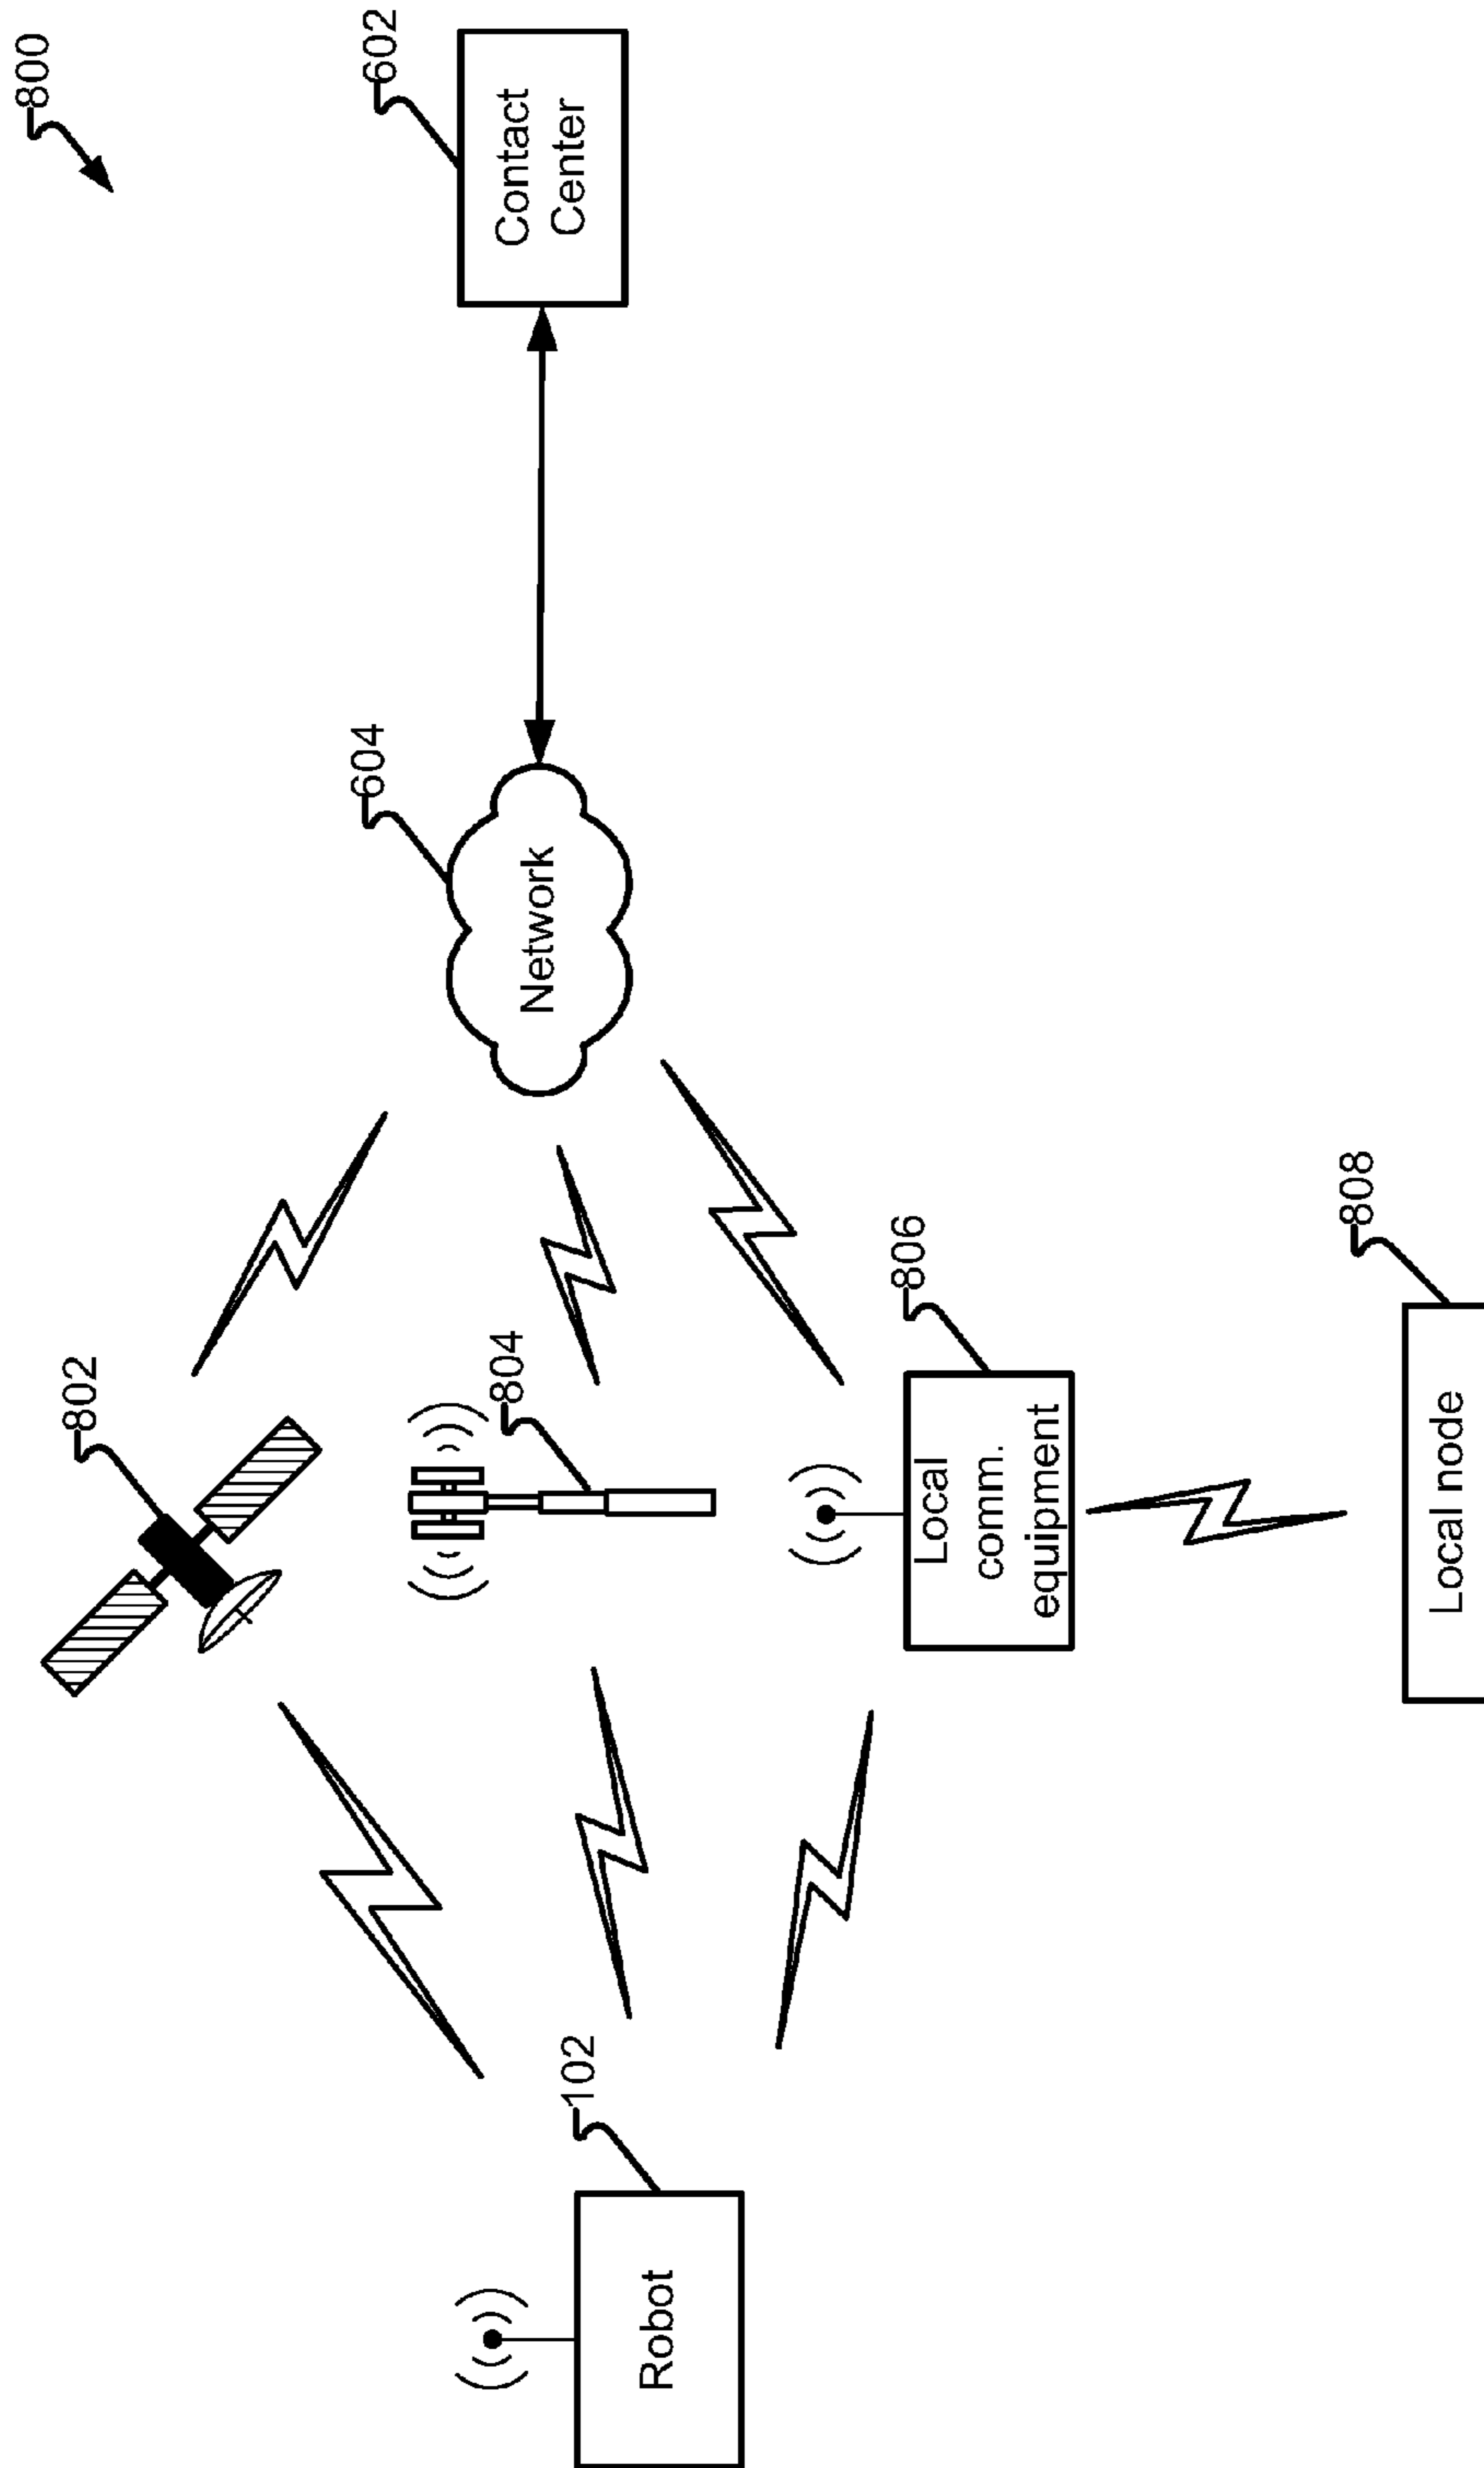 800
802
604
602
Contact
Center
Network
804
102
Robot
806
Local
comm.
equipment
808
Local node